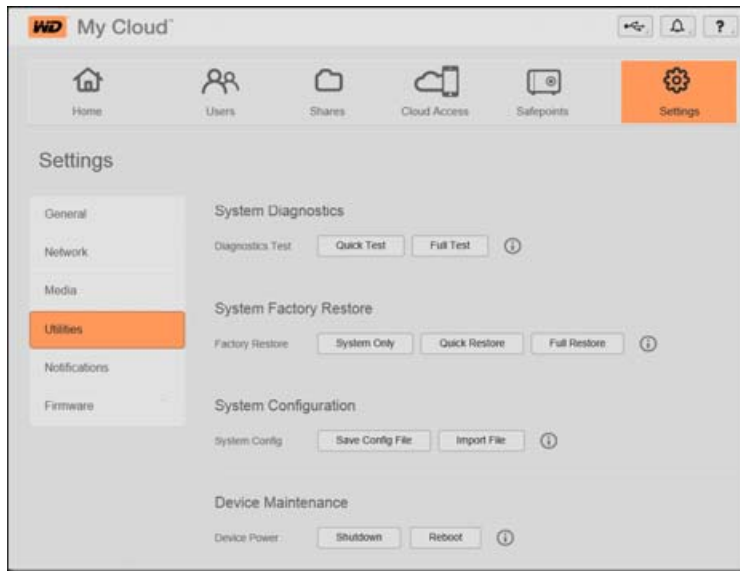 WD My Cloud™
?
Home Users Shares Cloud Access Safepoints Settings
Settings
General
Network
Media
Utilities
Notifications
Firmware
System Diagnostics
Diagnostics Test Quick Test Full Test
System Factory Restore
Factory Restore System Only Quick Restore Full Restore
System Configuration
System Config Save Config File Import File
Device Maintenance
Device Power Shutdown Reboot